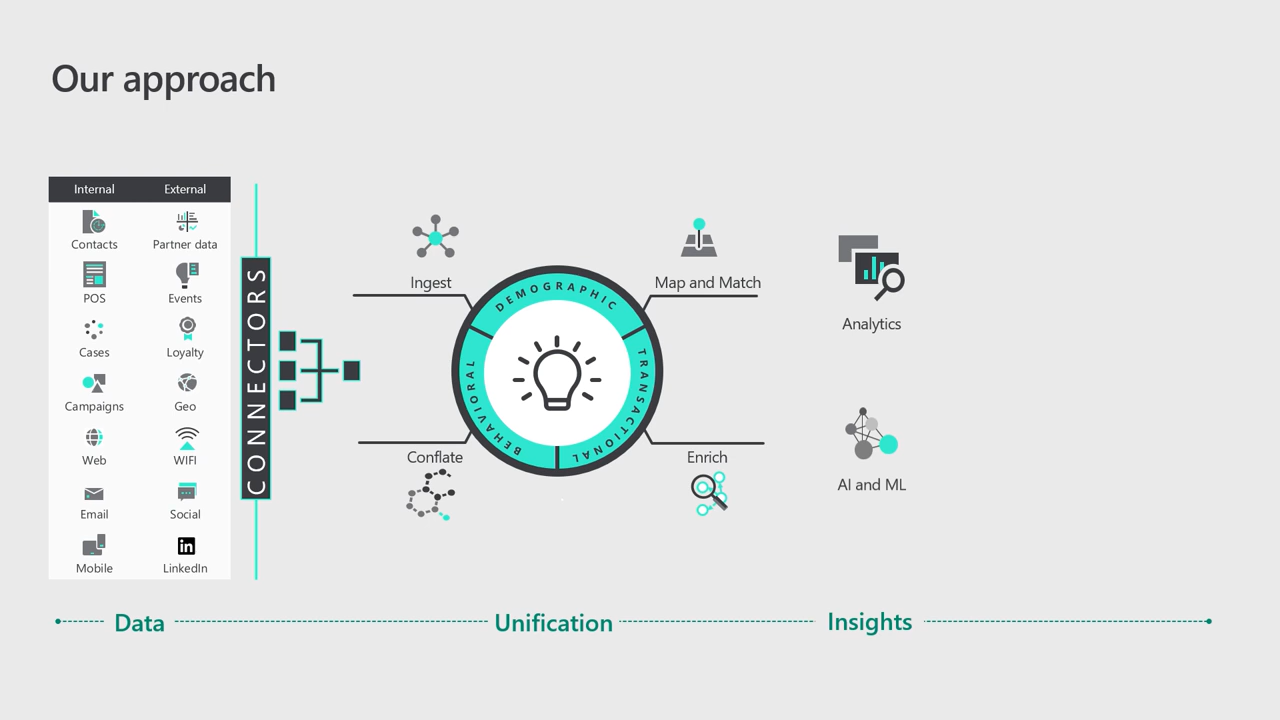 Our approach
Internal External
Contacts Partner data
POS Events
Cases Loyalty
Campaigns Geo
Web WIFI
Email Social
Mobile LinkedIn
CONNECTORS
Ingest
Map and Match
DEMOGRAPHIC
TRANSACTIONAL
BEHAVIORAL
Conflate
Enrich
Analytics
AI and ML
Data
Unification
Insights